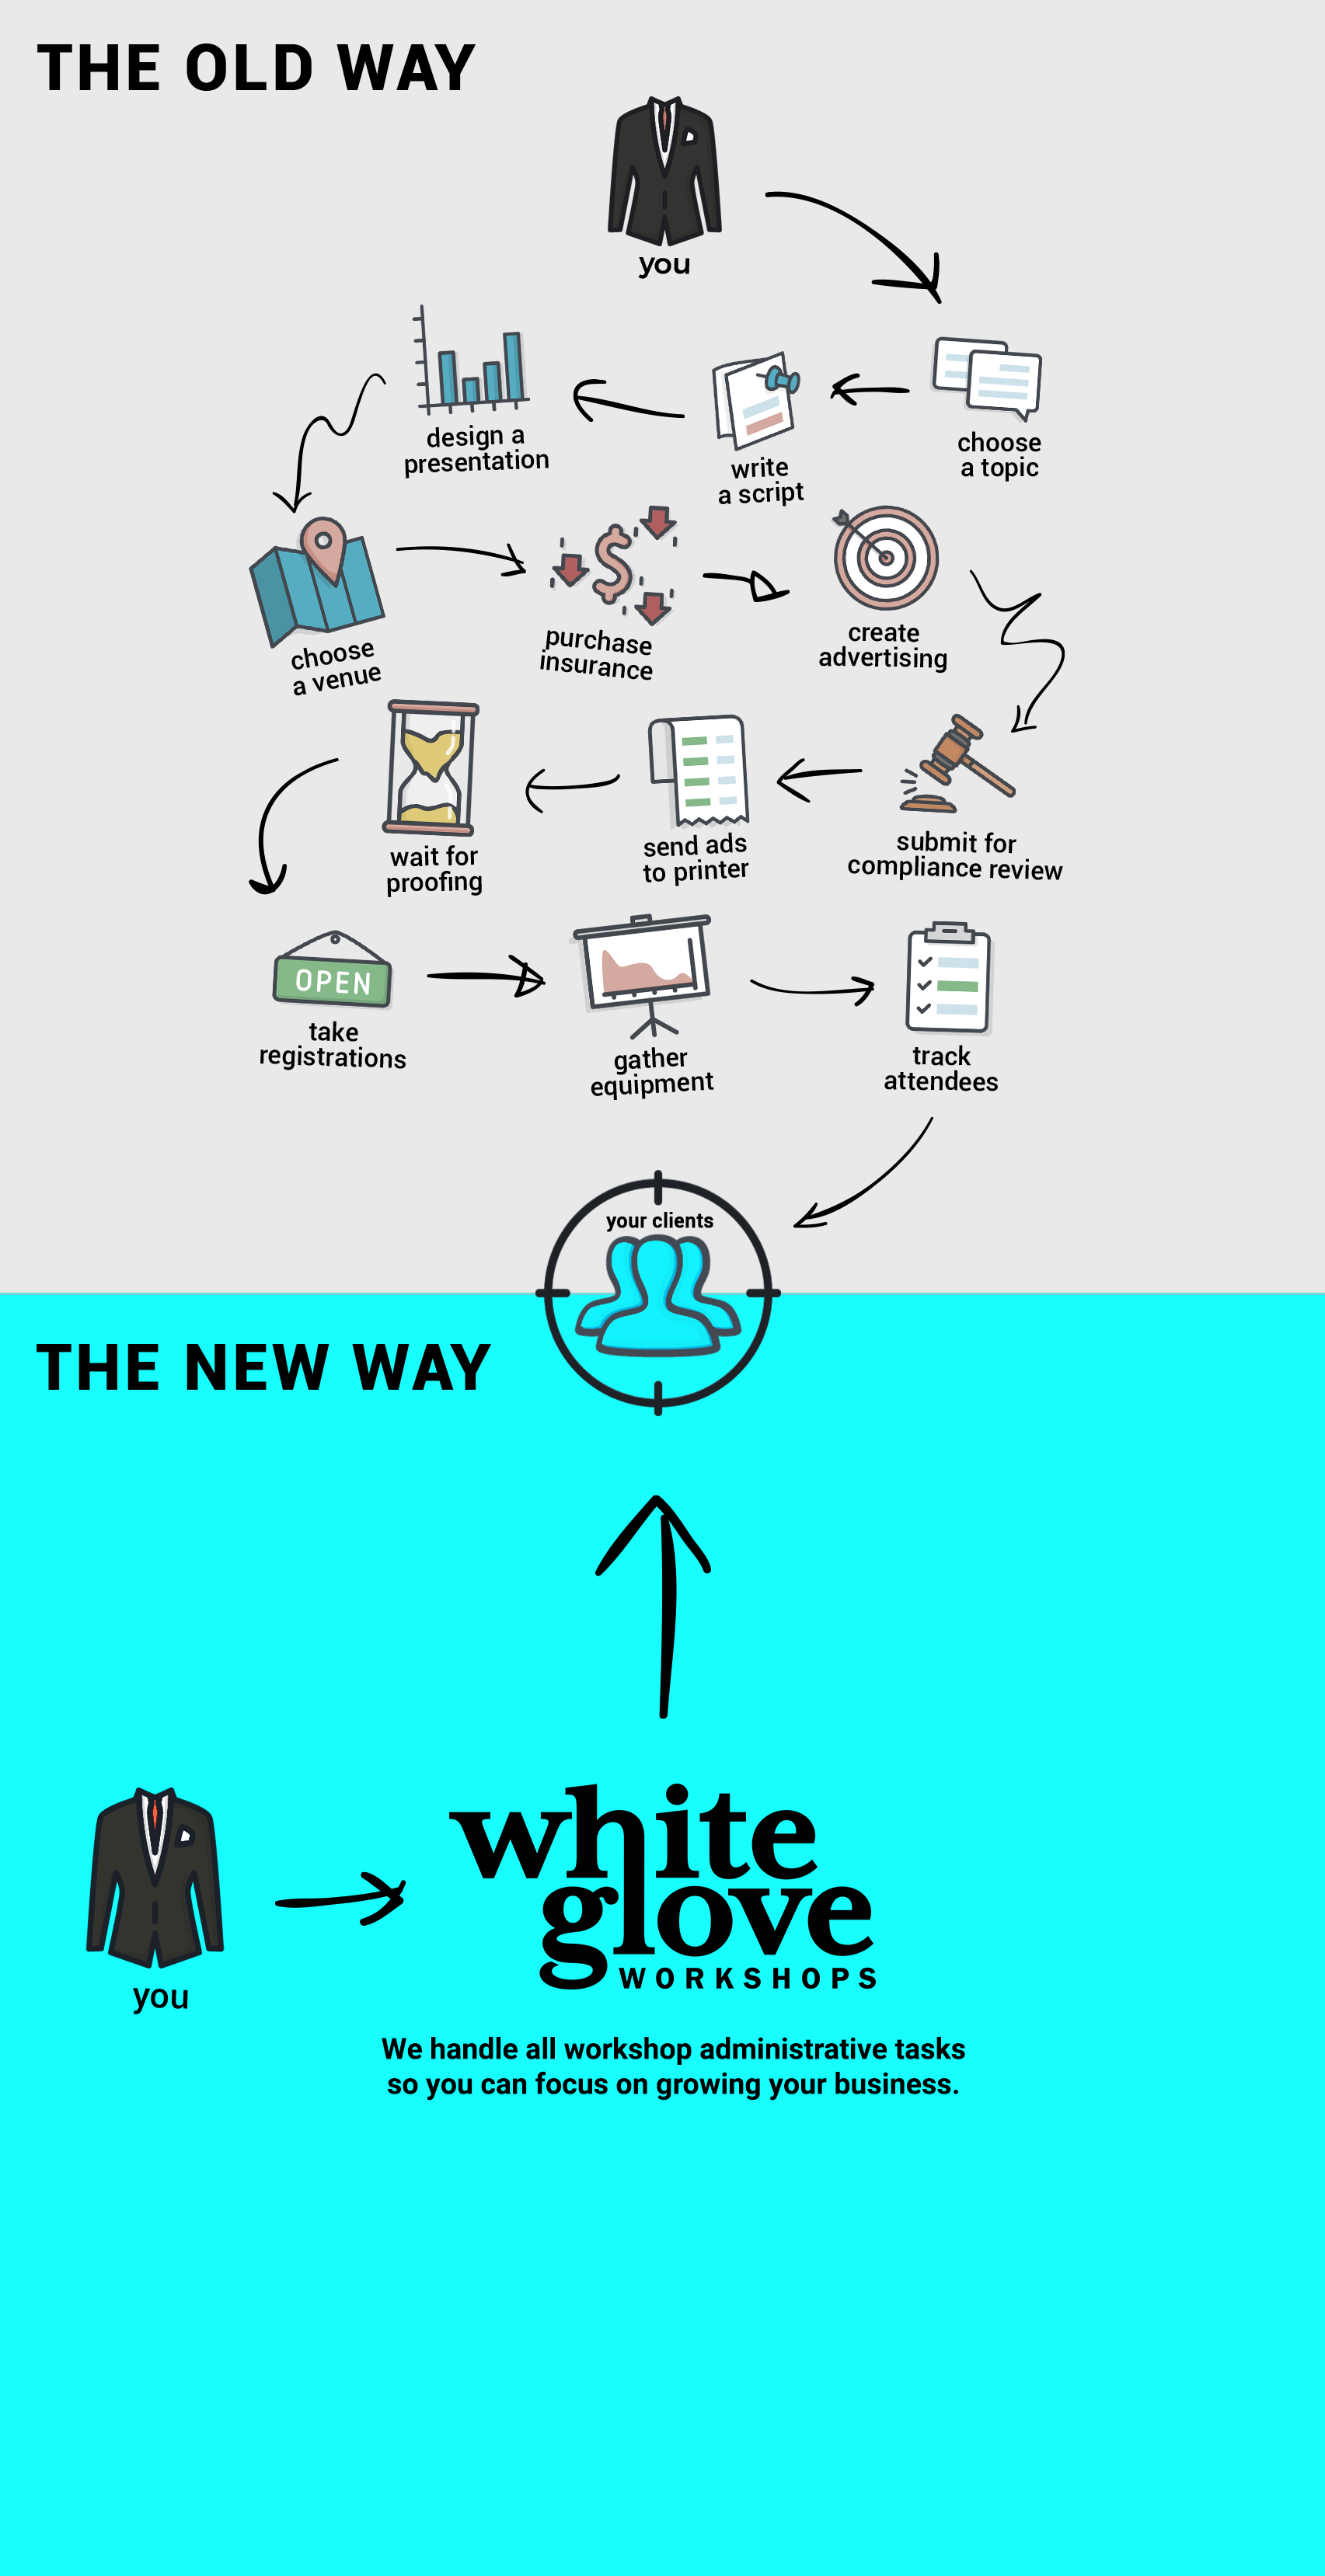 THE OLD WAY
you
choose
a topic
write
a script
design a
presentation
choose
a venue
purchase
insurance
create
advertising
submit for
compliance review
send ads
to printer
wait for
proofing
OPEN
take
registrations
gather
equipment
track
attendees
your clients
THE NEW WAY
you
white
glove
WORKSHOPS
We handle all workshop administrative tasks
so you can focus on growing your business.